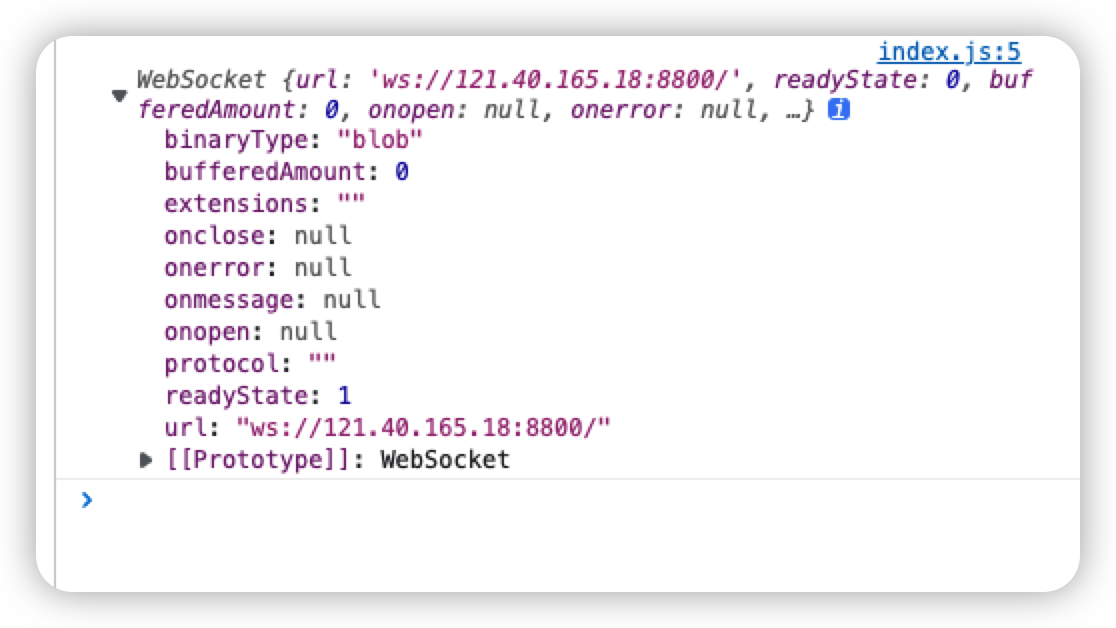 index.js:5
WebSocket {url: 'ws://121.40.165.18:8800/', readyState: 0, buf
feredAmount: 0, onopen: null, onerror: null, …} i
binaryType: "blob"
bufferedAmount: 0
extensions: ""
onclose: null
onerror: null
onmessage: null
onopen: null
protocol: ""
readyState: 1
url: "ws://121.40.165.18:8800/"
[[Prototype]]: WebSocket